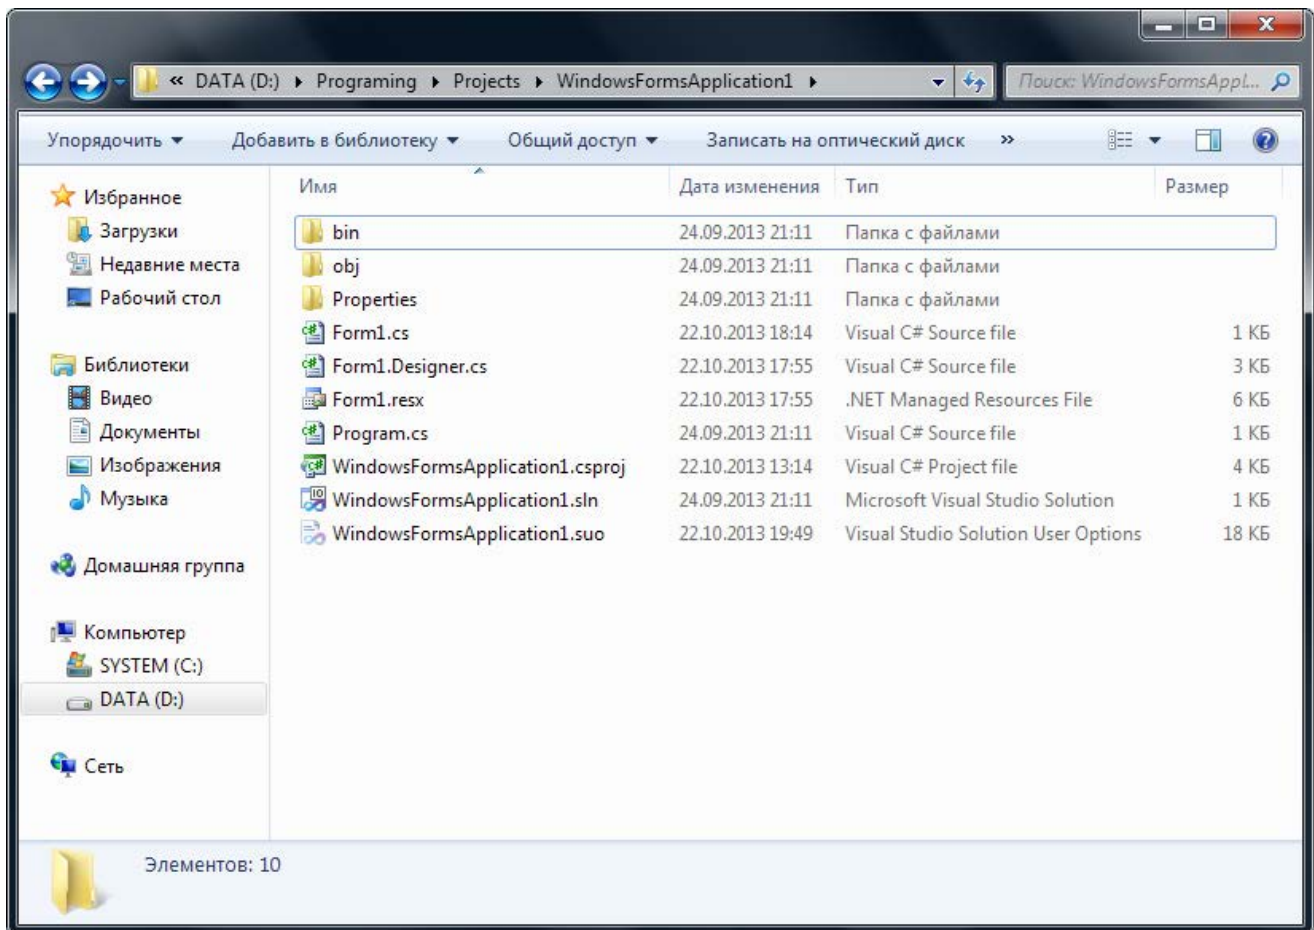 « DATA (D:) ▸ Programing ▸ Projects ▸ WindowsFormsApplication1 ▸ Поиск: WindowsFormsAppl...
Упорядочить Добавить в библиотеку Общий доступ Записать на оптический диск »
Имя Дата изменения Тип Размер
Избранное
Загрузки
Недавние места
Рабочий стол
Библиотеки
Видео
Документы
Изображения
Музыка
Домашняя группа
Компьютер
SYSTEM (C:)
DATA (D:)
Сеть
bin 24.09.2013 21:11 Папка с файлами
obj 24.09.2013 21:11 Папка с файлами
Properties 24.09.2013 21:11 Папка с файлами
Form1.cs 22.10.2013 18:14 Visual C# Source file 1 КБ
Form1.Designer.cs 22.10.2013 17:55 Visual C# Source file 3 КБ
Form1.resx 22.10.2013 17:55 .NET Managed Resources File 6 КБ
Program.cs 24.09.2013 21:11 Visual C# Source file 1 КБ
WindowsFormsApplication1.csproj 22.10.2013 13:14 Visual C# Project file 4 КБ
WindowsFormsApplication1.sln 24.09.2013 21:11 Microsoft Visual Studio Solution 1 КБ
WindowsFormsApplication1.suo 22.10.2013 19:49 Visual Studio Solution User Options 18 КБ
Элементов: 10